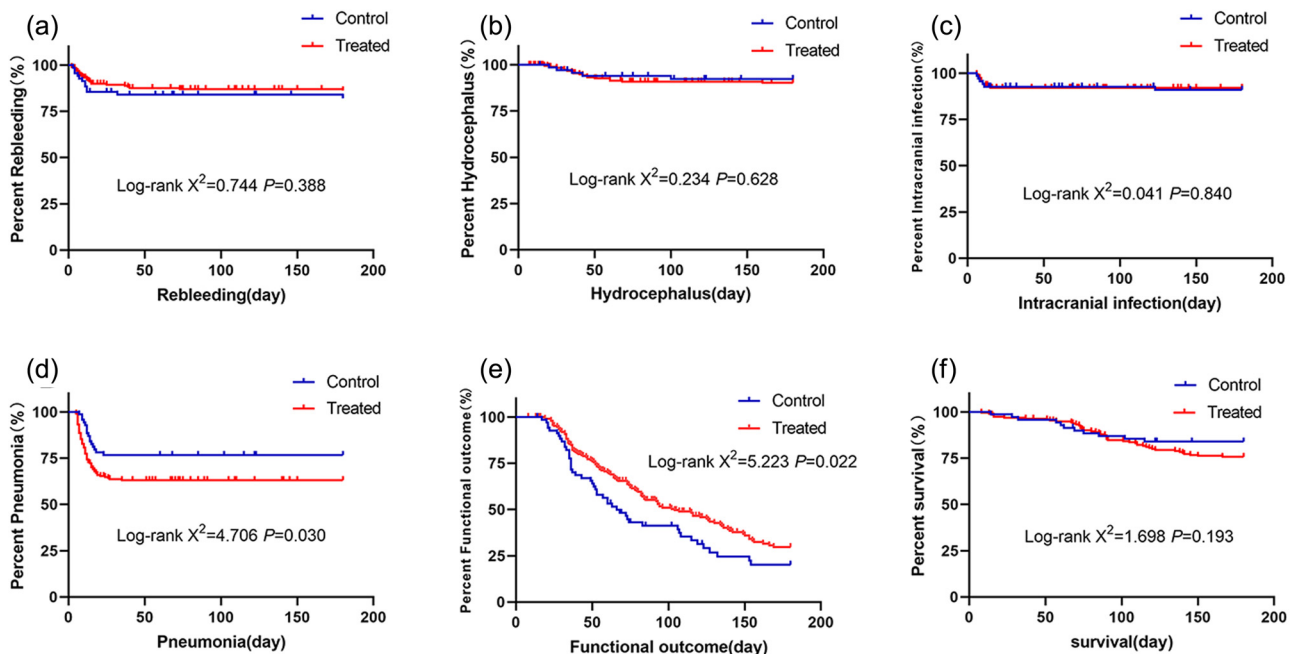 (a)
Control
Treated
Percent Rebleeding (%)
100
75
50
25
0
Log-rank X²=0.744 P=0.388
0 50 100 150 200
Rebleeding(day)
(b)
Control
Treated
Percent Hydrocephalus (%)
100
75
50
25
0
Log-rank X²=0.234 P=0.628
0 50 100 150 200
Hydrocephalus(day)
(c)
Control
Treated
Percent Intracranial infection(%)
100
75
50
25
0
Log-rank X²=0.041 P=0.840
0 50 100 150 200
Intracranial infection(day)
(d)
Control
Treated
Percent Pneumonia(%)
100
75
50
25
0
Log-rank X²=4.706 P=0.030
0 50 100 150 200
Pneumonia(day)
(e)
Control
Treated
Percent Functional outcome(%)
100
75
50
25
0
Log-rank X²=5.223 P=0.022
0 50 100 150 200
Functional outcome(day)
(f)
Control
Treated
Percent survival(%)
100
75
50
25
0
Log-rank X²=1.698 P=0.193
0 50 100 150 200
survival(day)